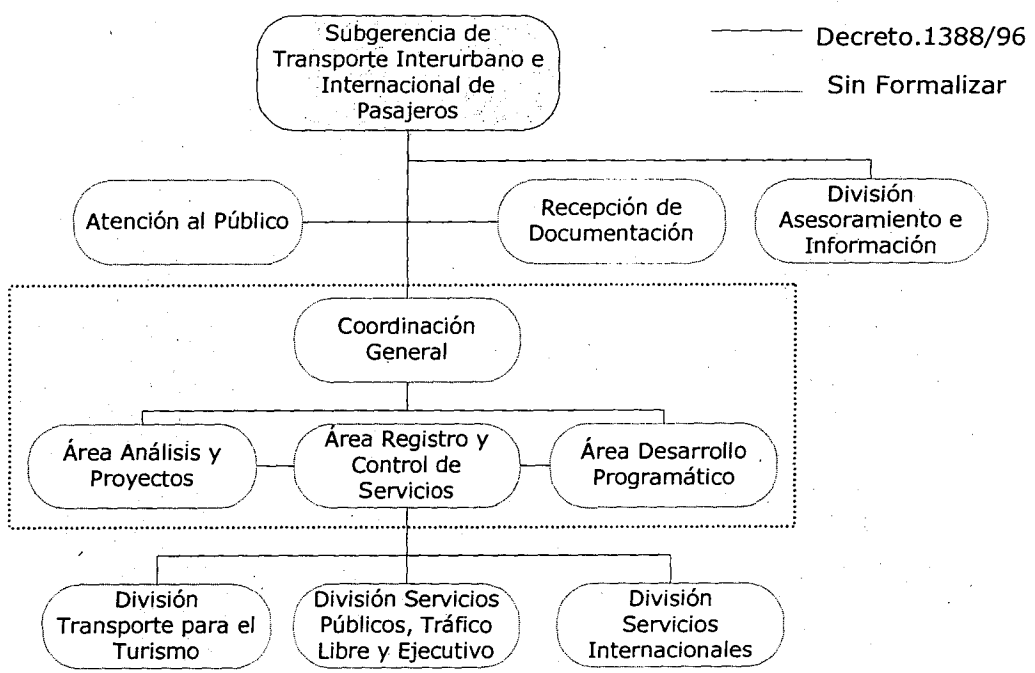 Subgerencia de
Transporte Interurbano e
Internacional de
Pasajeros
Decreto.1388/96
Sin Formalizar
Atención al Público
Recepción de
Documentación
División
Asesoramiento e
Información
Coordinación
General
Área Análisis y
Proyectos
Área Registro y
Control de
Servicios
Área Desarrollo
Programático
División
Transporte para el
Turismo
División Servicios
Públicos, Tráfico
Libre y Ejecutivo
División
Servicios
Internacionales